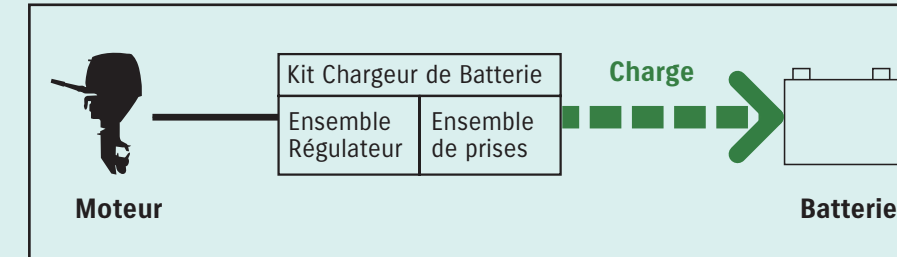 Kit Chargeur de Batterie
Charge
Ensemble
Régulateur
Ensemble
de prises
Moteur
Batterie